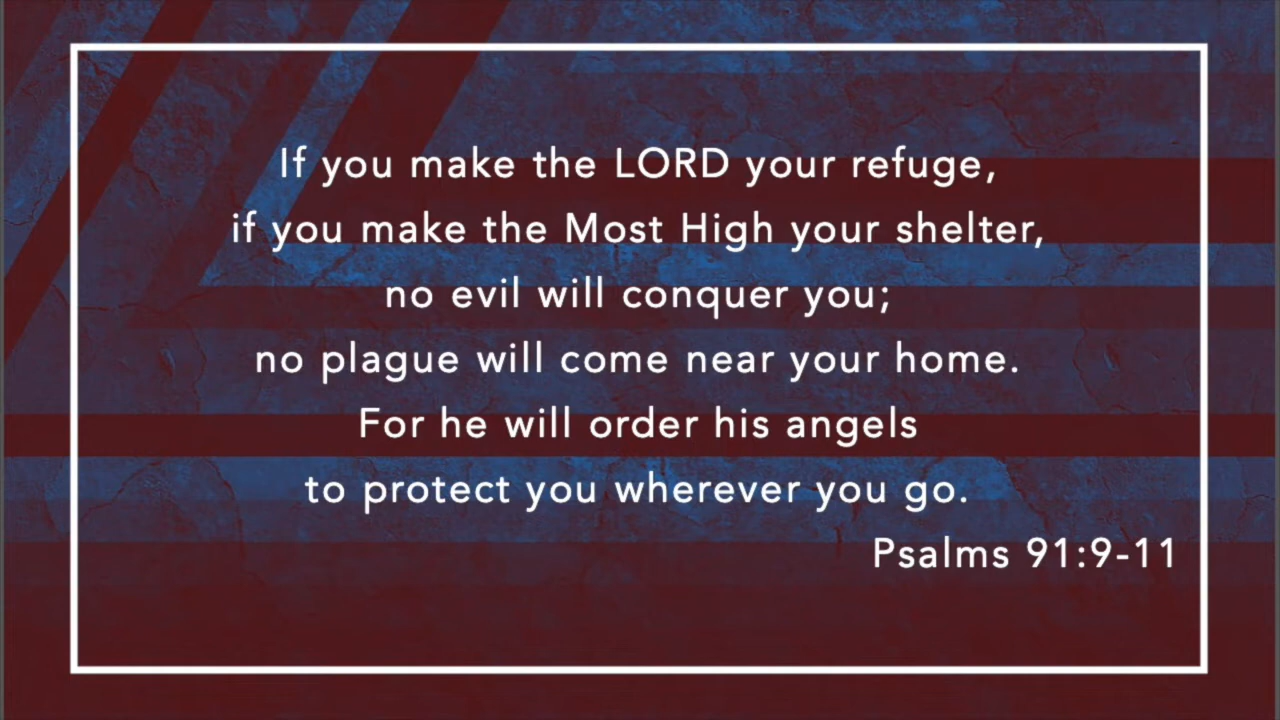 If you make the LORD your refuge,
if you make the Most High your shelter,
no evil will conquer you;
no plague will come near your home.
For he will order his angels
to protect you wherever you go.
Psalms 91:9-11